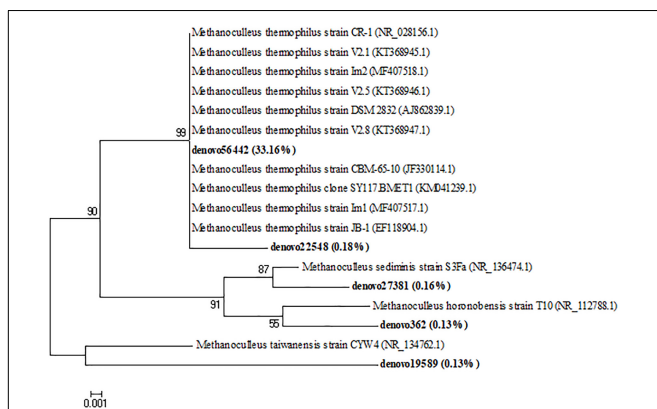 Methanoculleus thermophilus strain CR-1 (NR_028156.1)
Methanoculleus thermophilus strain V2.1 (KT368945.1)
Methanoculleus thermophilus strain Im2 (MF407518.1)
Methanoculleus thermophilus strain V2.5 (KT368946.1)
Methanoculleus thermophilus strain DSM 2832 (AJ862839.1)
Methanoculleus thermophilus strain V2.8 (KT368947.1)
99
denovo56442 (33.16%)
Methanoculleus thermophilus strain CBM-65-10 (JF330114.1)
Methanoculleus thermophilus clone SY117.BMET1 (KM041239.1)
Methanoculleus thermophilus strain Im1 (MF407517.1)
90
Methanoculleus thermophilus strain JB-1 (EF118904.1)
denovo22548 (0.18%)
87
Methanoculleus sediminis strain S3Fa (NR_136474.1)
denovo27381 (0.16%)
91
Methanoculleus horonobensis strain T10 (NR_112788.1)
55
denovo362 (0.13%)
Methanoculleus taiwanensis strain CYW4 (NR_134762.1)
denovo19589 (0.13%)
0.001